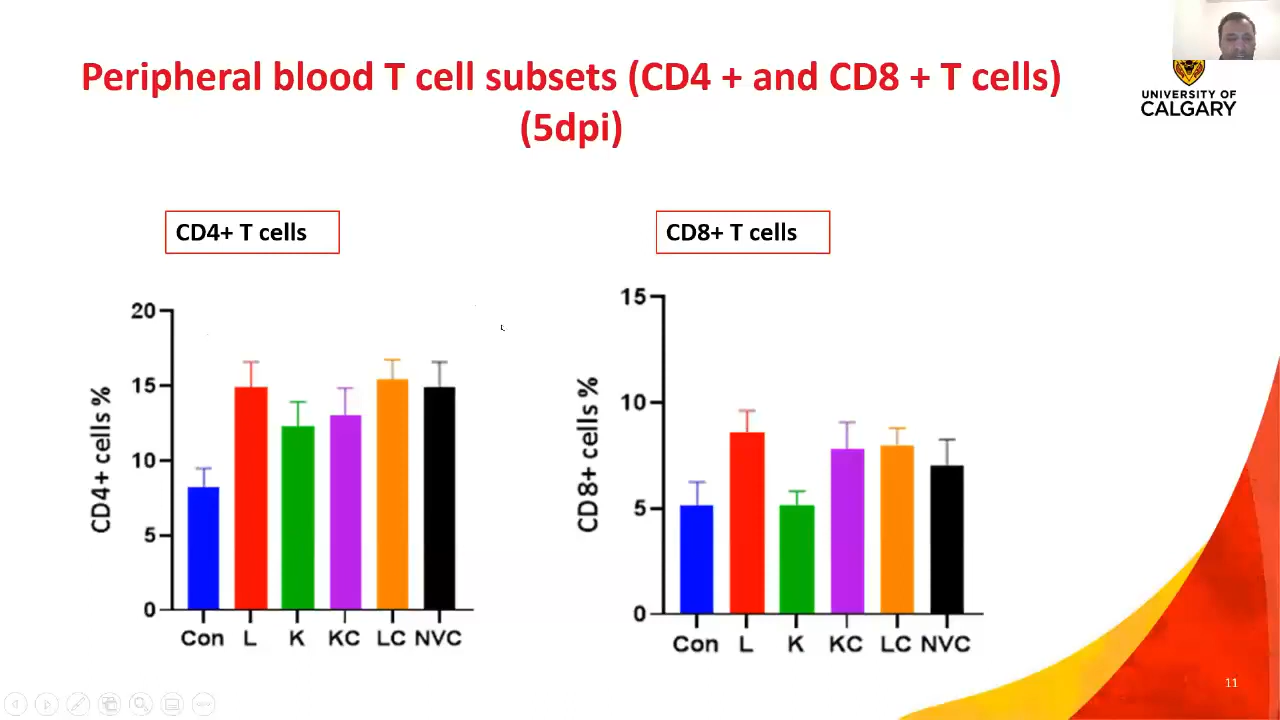 Peripheral blood T cell subsets (CD4 + and CD8 + T cells)
(5dpi)
UNIVERSITY OF
CALGARY
CD4+ T cells
CD8+ T cells
CD4+ cells %
20
15
10
5
0
Con L K KC LC NVC
CD8+ cells %
15
10
5
0
Con L K KC LC NVC
11